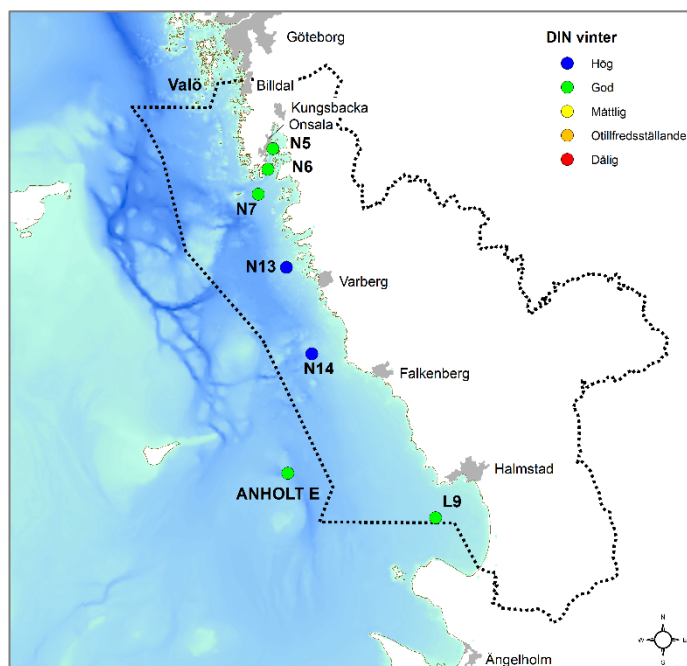 Göteborg
DIN vinter
Hög
God
Måttlig
Otillfredsställande
Dålig
Valö
Billdal
Kungsbacka
Onsala
N5
N6
N7
N13
Varberg
N14
Falkenberg
Halmstad
ANHOLT E
L9
N
W
E
S
Ängelholm